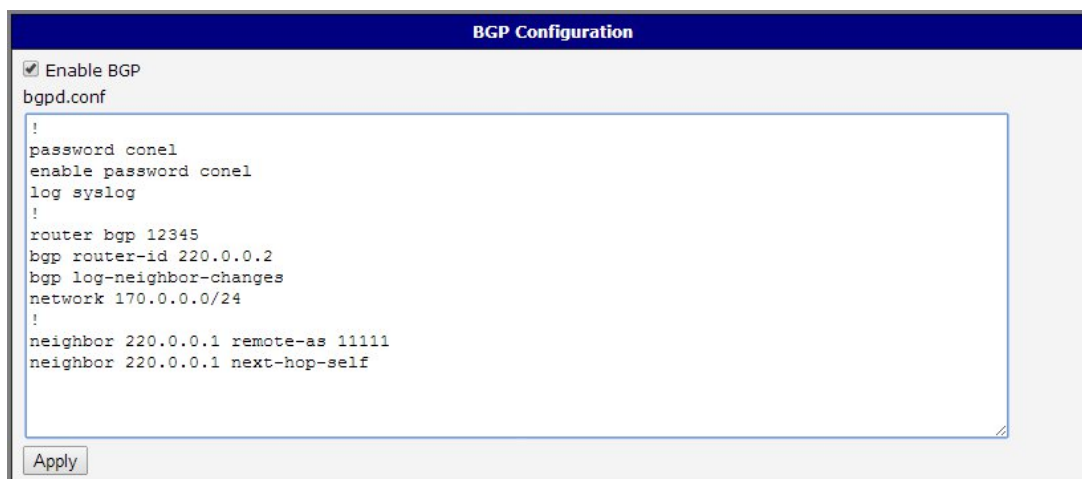 BGP Configuration
Enable BGP
bgpd.conf
!
password conel
enable password conel
log syslog
!
router bgp 12345
bgp router-id 220.0.0.2
bgp log-neighbor-changes
network 170.0.0.0/24
!
neighbor 220.0.0.1 remote-as 11111
neighbor 220.0.0.1 next-hop-self
Apply